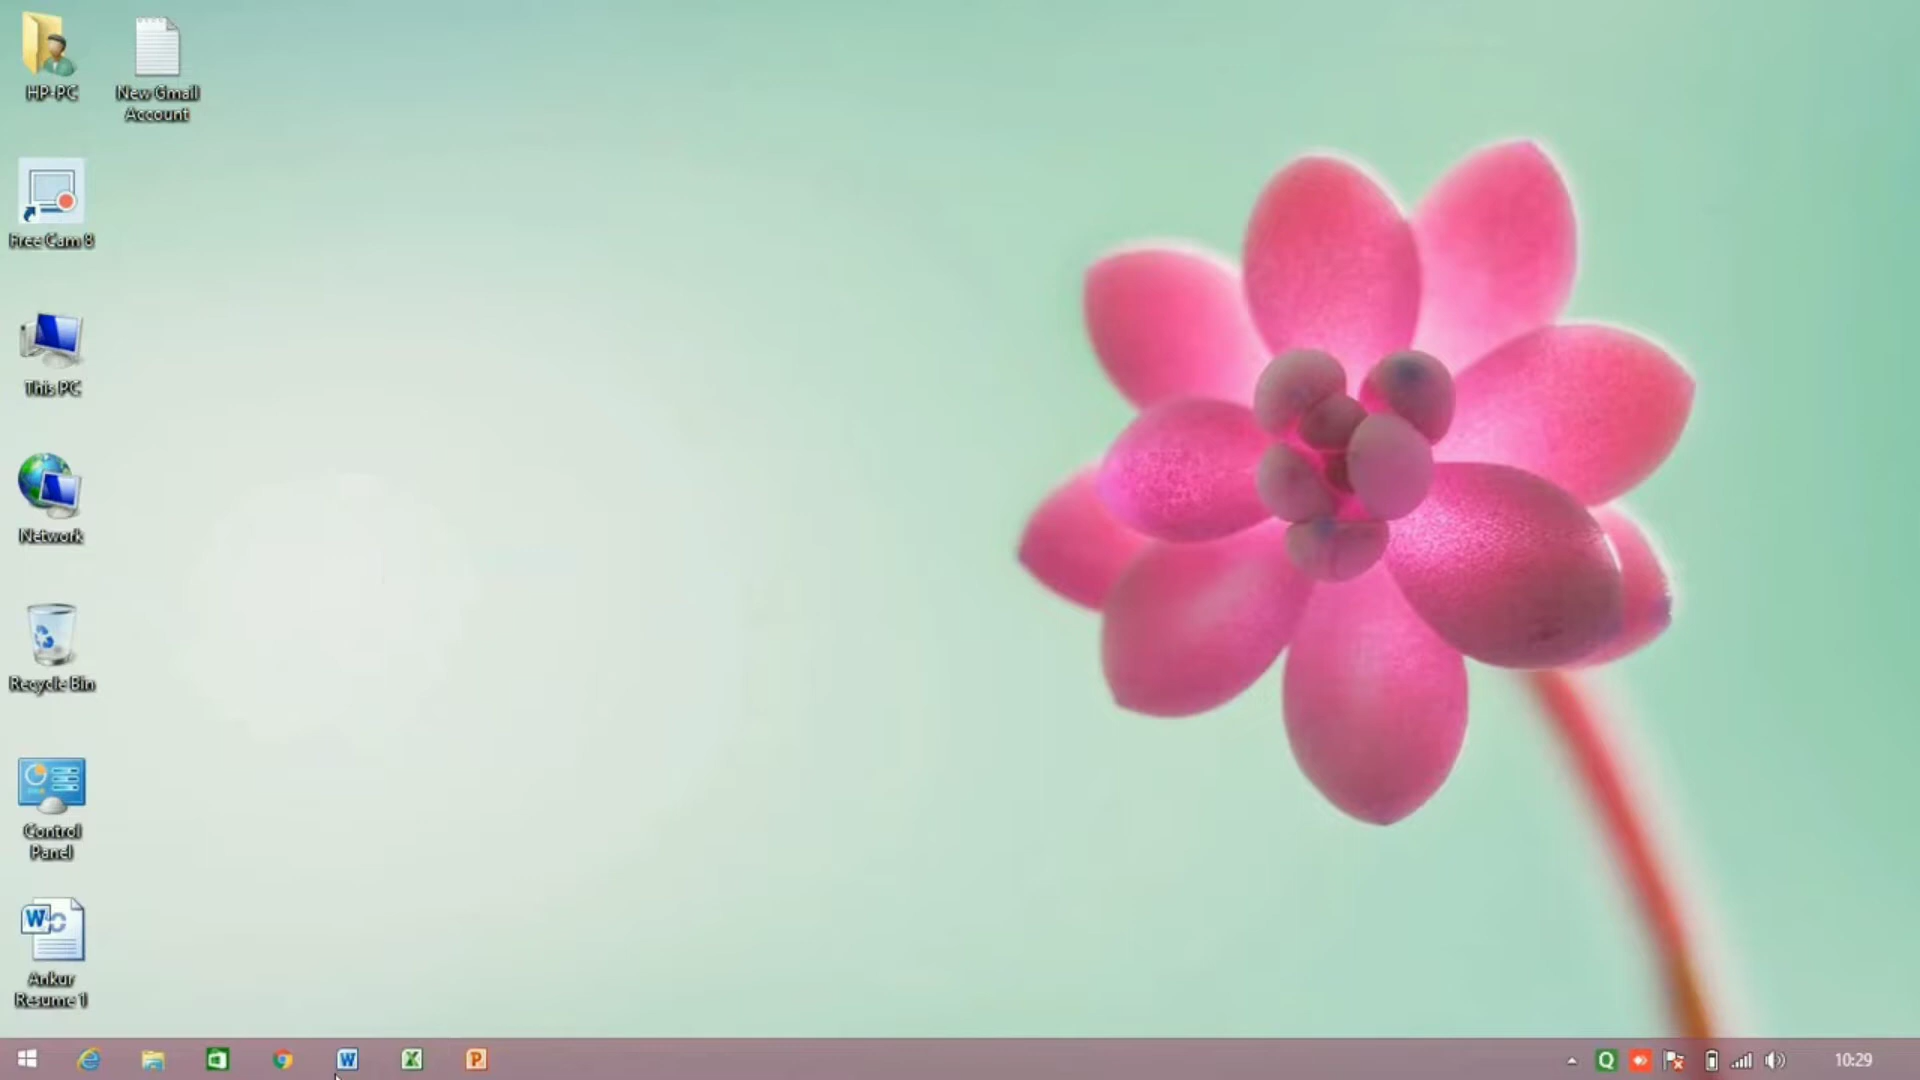 HP-PC
New Gmail
Account
Free Cam 8
This PC
Network
Recycle Bin
Control
Panel
W
Ankur
Resume 1
W
X
P
Q
10:29